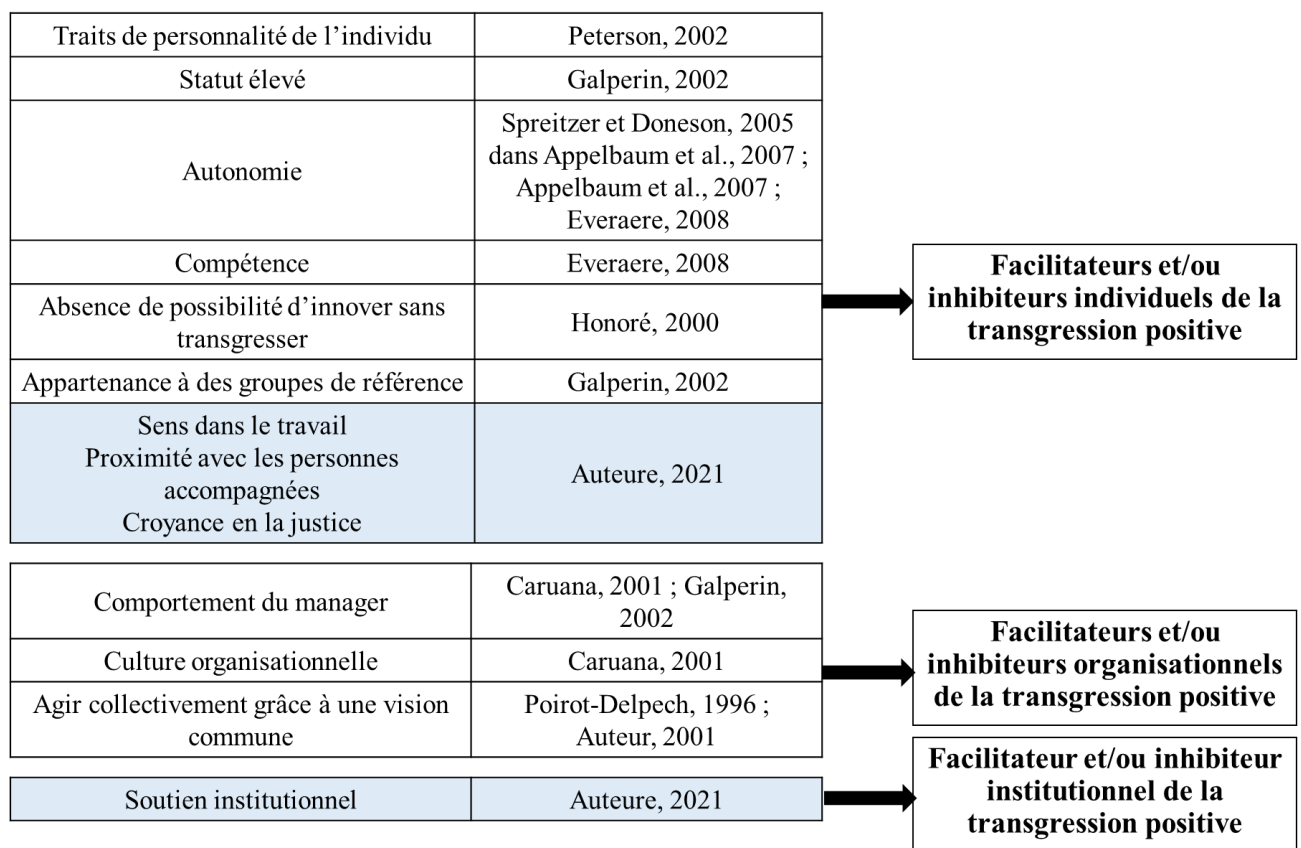 Traits de personnalité de l’individu
Peterson, 2002
Statut élevé
Galperin, 2002
Autonomie
Spreitzer et Doneson, 2005
dans Appelbaum et al., 2007 ;
Appelbaum et al., 2007 ;
Everaere, 2008
Compétence
Everaere, 2008
Absence de possibilité d’innover sans
transgresser
Honoré, 2000
Appartenance à des groupes de référence
Galperin, 2002
Sens dans le travail
Proximité avec les personnes
accompagnées
Croyance en la justice
Auteure, 2021
Facilitateurs et/ou
inhibiteurs individuels de la
transgression positive
Comportement du manager
Caruana, 2001 ; Galperin,
2002
Culture organisationnelle
Caruana, 2001
Agir collectivement grâce à une vision
commune
Poirot-Delpech, 1996 ;
Auteur, 2001
Facilitateurs et/ou
inhibiteurs organisationnels
de la transgression positive
Soutien institutionnel
Auteure, 2021
Facilitateur et/ou inhibiteur
institutionnel de la
transgression positive